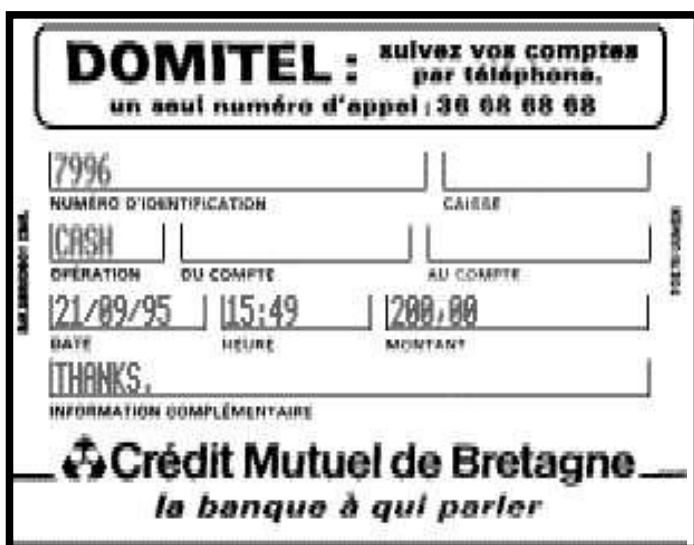 DOMITEL : suivez vos comptes
par téléphone.
un seul numéro d'appel : 36 68 68 68
7996
NUMÉRO D'IDENTIFICATION CAISSE
CASH
OPÉRATION DU COMPTE AU COMPTE
21/09/95 15:49 200,00
DATE HEURE MONTANT
THANKS.
INFORMATION COMPLÉMENTAIRE
Crédit Mutuel de Bretagne
la banque à qui parler